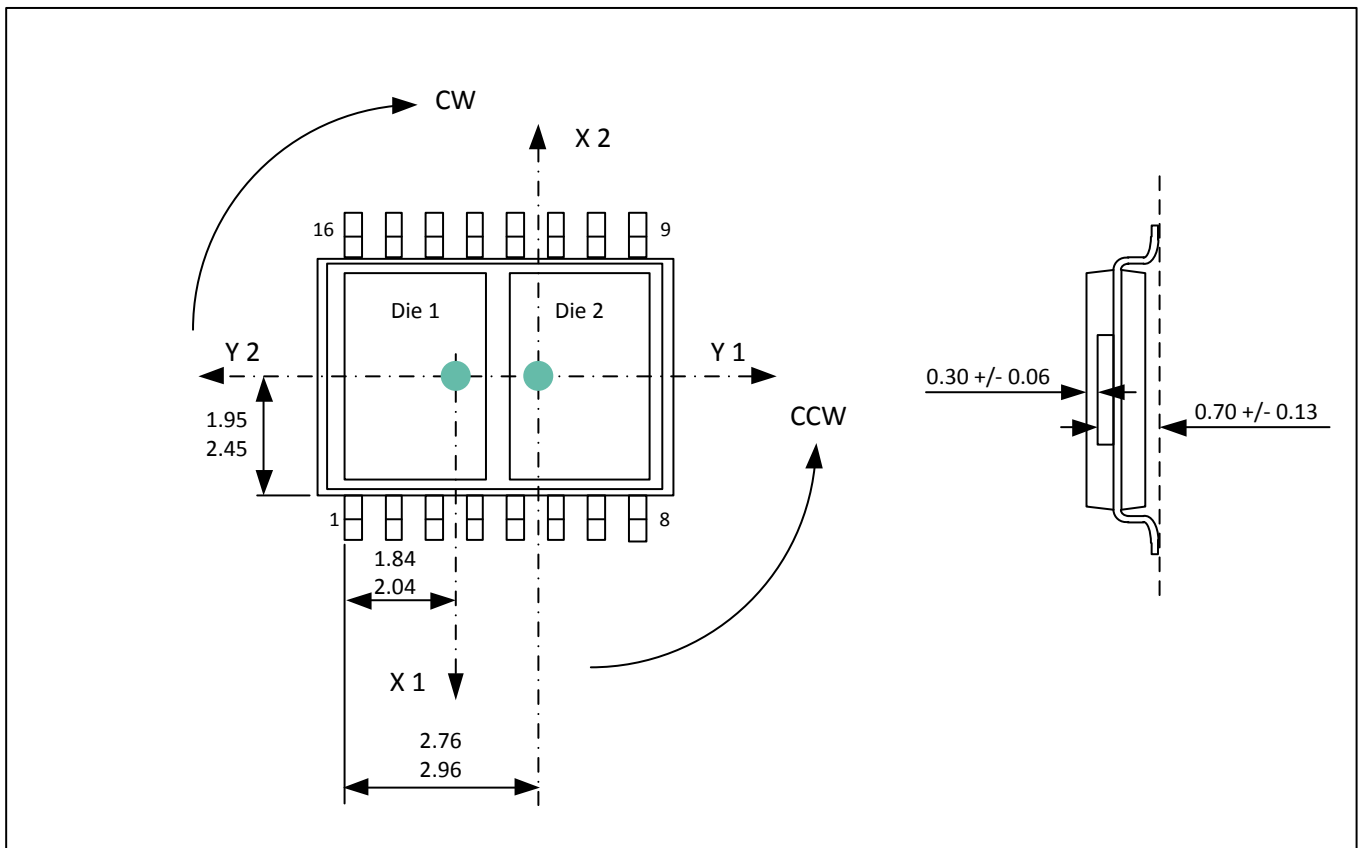 CW
X 2
16
9
Die 1
Die 2
Y 2
Y 1
0.30 +/- 0.06
0.70 +/- 0.13
1.95
2.45
CCW
1
8
1.84
2.04
X 1
2.76
2.96